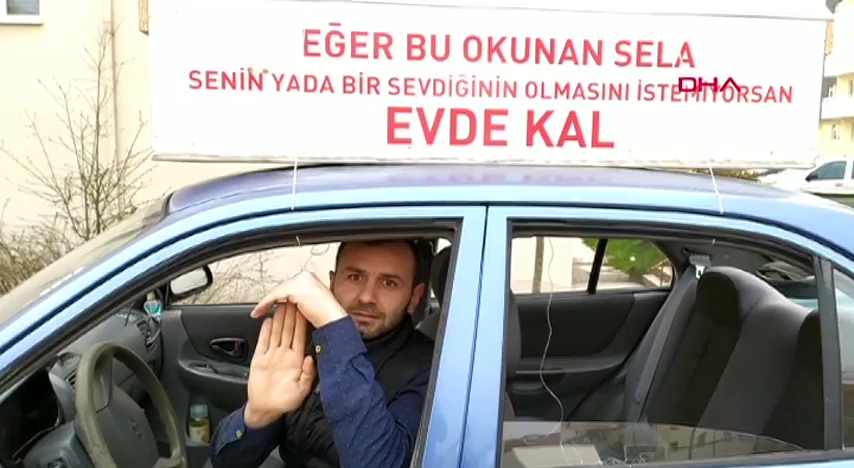 EĞER BU OKUNAN SELA
SENİN YADA BİR SEVDİĞİNİN OLMASINI İSTEMİYORSAN
EVDE KAL
DHA